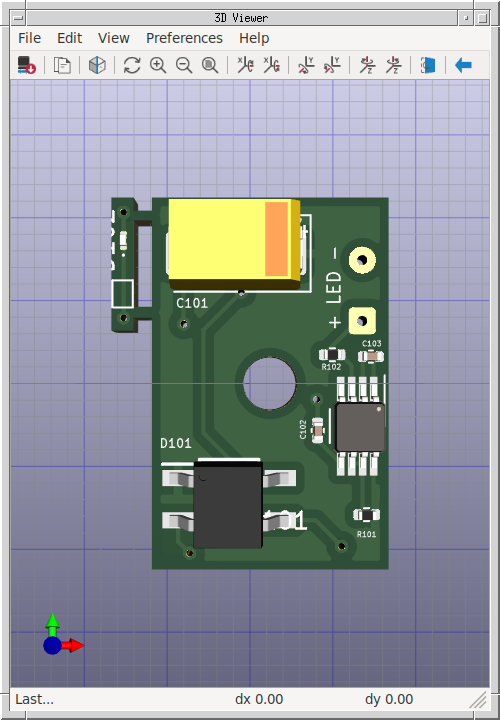 3D Viewer
File Edit View Preferences Help
C101
+ LED -
C103
R102
C102
D101
R101
Last...
dx 0.00
dy 0.00